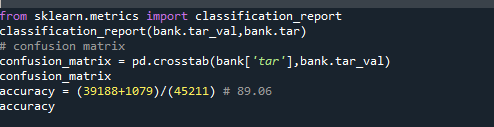 from sklearn.metrics import classification_report
classification_report(bank.tar_val,bank.tar)
# confusion matrix
confusion_matrix = pd.crosstab(bank['tar'],bank.tar_val)
confusion_matrix
accuracy = (39188+1079)/(45211) # 89.06
accuracy